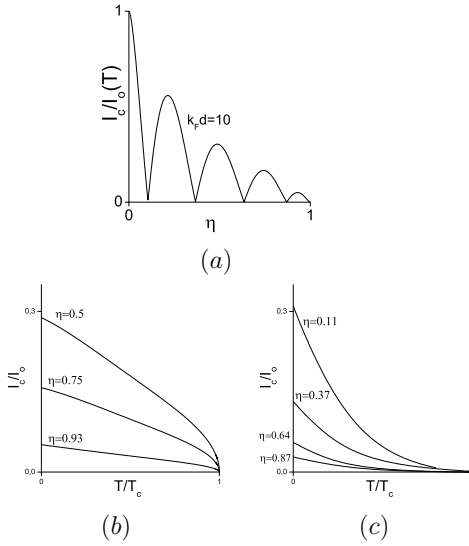 1
I_c/I_o(T)
k_F d=10
0
0
1
η
(a)
0,3
η=0.5
I_c/I_o
η=0.75
η=0.93
0,0
0
1
T/T_c
(b)
0,3
η=0.11
I_c/I_o
η=0.37
η=0.64
η=0.87
0,0
0
T/T_c
(c)